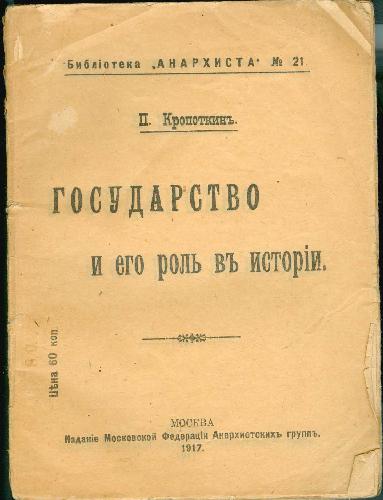 Библіотека „АНАРХИСТА“ № 21
П. Кропоткинъ.
ГОСУДАРСТВО
и его роль въ исторіи.
Цѣна 60 коп.
МОСКВА
Изданіе Московской Федераціи Анархистскихъ группъ.
1917.